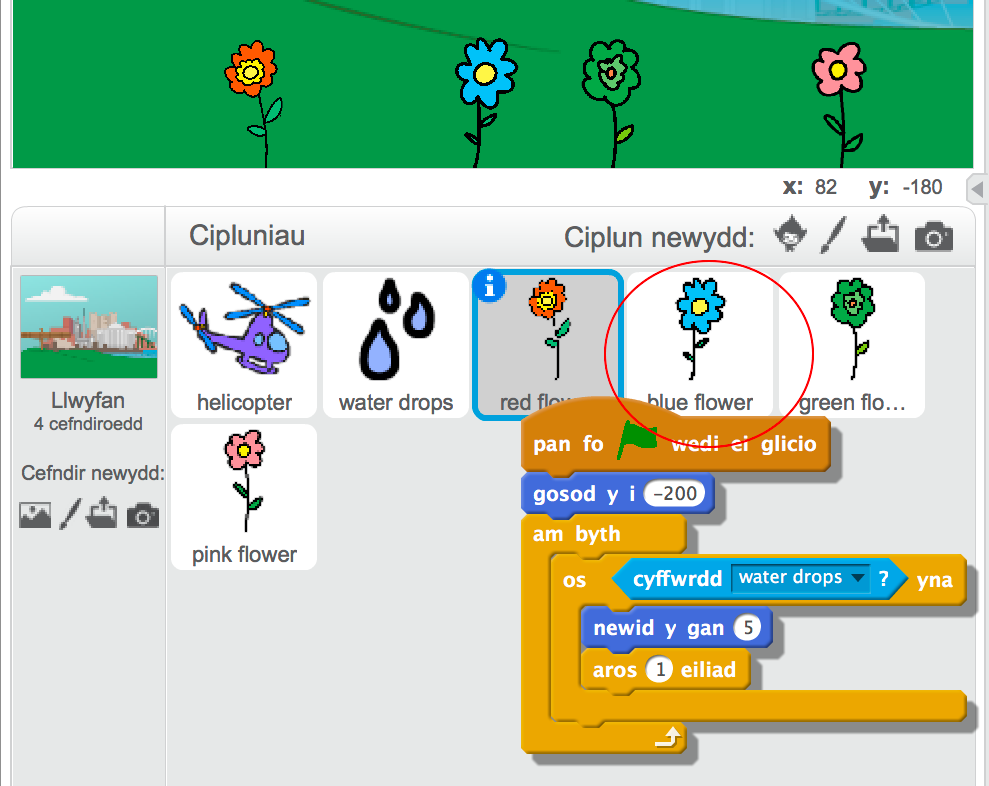 x: 82 y: -180
Cipluniau
Ciplun newydd:
helicopter
water drops
red
blue flower
green flo...
Llwyfan
4 cefndiroedd
Cefndir newydd:
pink flower
pan fo wedi ei glicio
gosod y i -200
am byth
os cyffwrdd water drops ? yna
newid y gan 5
aros 1 eiliad